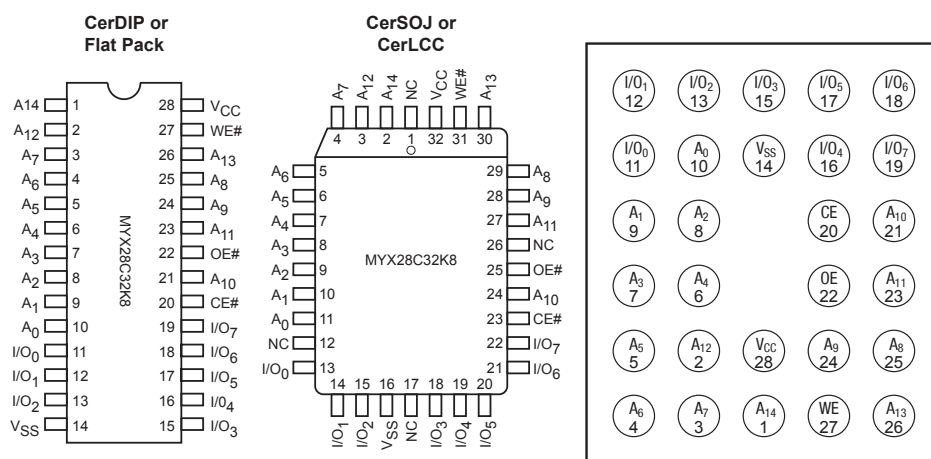 CerDIP or
Flat Pack
A14 1 28 VCC
A12 2 27 WE#
A7 3 26 A13
A6 4 25 A8
A5 5 24 A9
A4 6 23 A11
A3 7 22 OE#
A2 8 21 A10
A1 9 20 CE#
A0 10 19 I/O7
I/O0 11 18 I/O6
I/O1 12 17 I/O5
I/O2 13 16 I/04
VSS 14 15 I/O3
MYX28C32K8
CerSOJ or
CerLCC
A7 A12 A14 NC VCC WE# A13
4 3 2 1 32 31 30
A6 5 29 A8
A5 6 28 A9
A4 7 27 A11
A3 8 26 NC
MYX28C32K8
A2 9 25 OE#
A1 10 24 A10
A0 11 23 CE#
NC 12 22 I/O7
I/O0 13 21 I/O6
14 15 16 17 18 19 20
I/O1 I/O2 VSS NC I/O3 I/O4 I/O5
I/O1 I/O2 I/O3 I/O5 I/O6
12 13 15 17 18
I/O0 A0 VSS I/O4 I/O7
11 10 14 16 19
A1 A2 CE A10
9 8 20 21
A3 A4 OE A11
7 6 22 23
A5 A12 VCC A9 A8
5 2 28 24 25
A6 A7 A14 WE A13
4 3 1 27 26